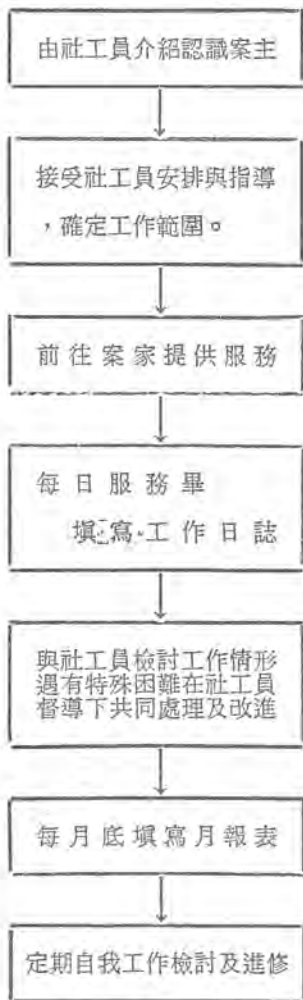 由社工員介紹認識案主
接受社工員安排與指導
，確定工作範圍。
前往案家提供服務
每日服務畢
填寫工作日誌
與社工員檢討工作情形
遇有特殊困難在社工員
督導下共同處理及改進
每月底填寫月報表
定期自我工作檢討及進修